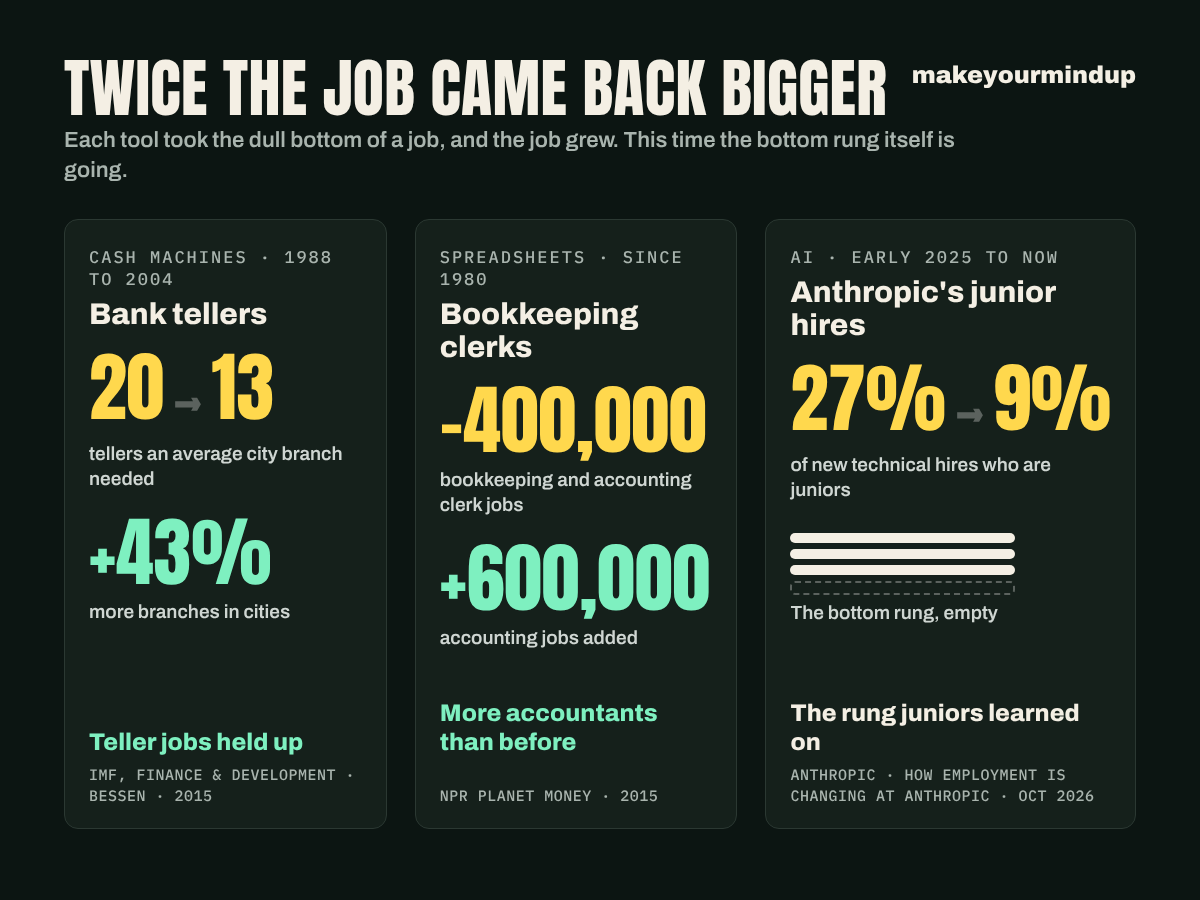 TWICE THE JOB CAME BACK BIGGER
makeyourmindup
Each tool took the dull bottom of a job, and the job grew. This time the bottom rung itself is
going.
CASH MACHINES · 1988
TO 2004
Bank tellers
20 → 13
tellers an average city branch
needed
+43%
more branches in cities
Teller jobs held up
IMF, FINANCE & DEVELOPMENT ·
BESSEN · 2015
SPREADSHEETS · SINCE
1980
Bookkeeping
clerks
-400,000
bookkeeping and accounting
clerk jobs
+600,000
accounting jobs added
More accountants
than before
NPR PLANET MONEY · 2015
AI · EARLY 2025 TO NOW
Anthropic's junior
hires
27% → 9%
of new technical hires who are
juniors
The bottom rung, empty
The rung juniors learned
on
ANTHROPIC · HOW EMPLOYMENT IS
CHANGING AT ANTHROPIC · OCT 2026